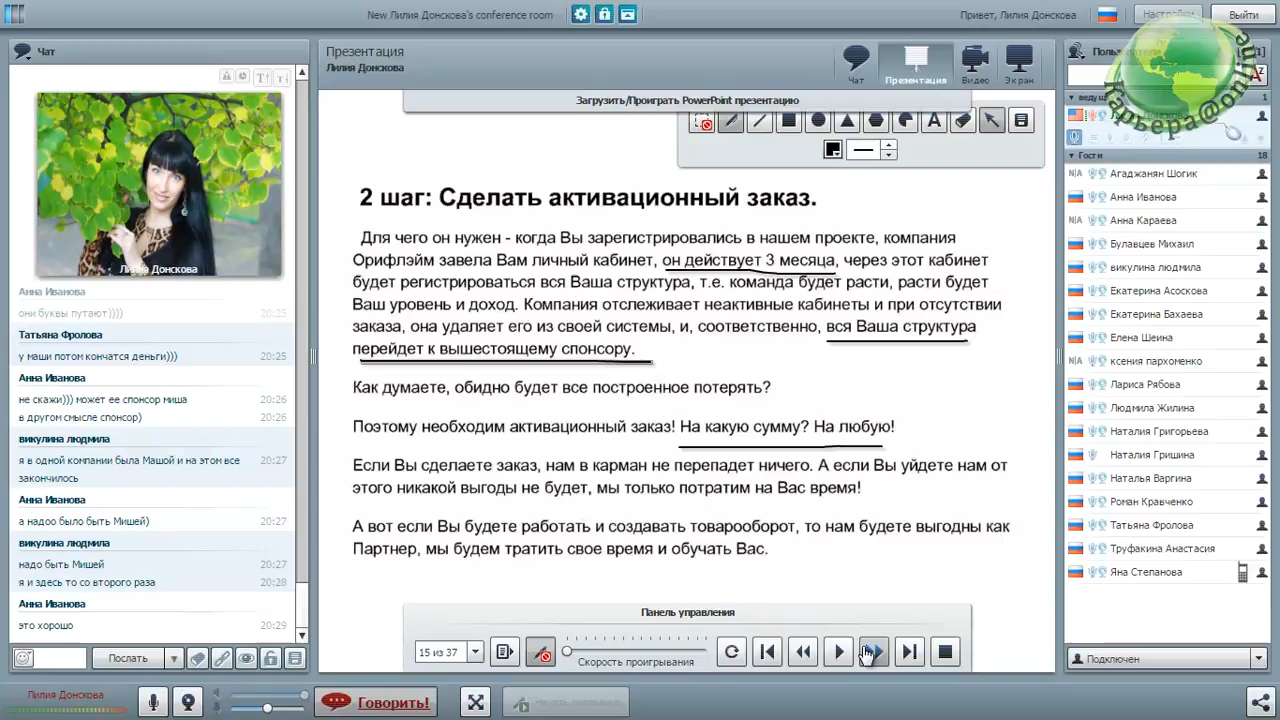 New Лилия Донскова's conference room
Привет, Лилия Донскова
Настройки
Выйти
Чат
Лилия Донскова
Анна Иванова
они буквы путают))))
20:25
Татьяна Фролова
у маши потом кончатся деньги)))
20:25
Анна Иванова
не скажи))) может ее спонсор миша
20:26
в другом смысле спонсор)
20:26
викулина людмила
я в одной компании была Машой и на этом все
20:27
закончилось
Анна Иванова
а надоо было быть Мишей)
20:27
викулина людмила
надо быть Мишей
20:27
я и здесь то со второго раза
20:28
Анна Иванова
это хорошо
20:29
Послать
Презентация
Лилия Донскова
Чат
Презентация
Видео
Экран
Загрузить/Проиграть PowerPoint презентацию
2 шаг: Сделать активационный заказ.
Для чего он нужен - когда Вы зарегистрировались в нашем проекте, компания
Орифлэйм завела Вам личный кабинет, он действует 3 месяца, через этот кабинет
будет регистрироваться вся Ваша структура, т.е. команда будет расти, расти будет
Ваш уровень и доход. Компания отслеживает неактивные кабинеты и при отсутствии
заказа, она удаляет его из своей системы, и, соответственно, вся Ваша структура
перейдет к вышестоящему спонсору.
Как думаете, обидно будет все построенное потерять?
Поэтому необходим активационный заказ! На какую сумму? На любую!
Если Вы сделаете заказ, нам в карман не перепадет ничего. А если Вы уйдете нам от
этого никакой выгоды не будет, мы только потратим на Вас время!
А вот если Вы будете работать и создавать товарооборот, то нам будете выгодны как
Партнер, мы будем тратить свое время и обучать Вас.
Панель управления
15 из 37
Скорость проигрывания
карьера@online
1
Гости
18
N/A Агаджанян Шогик
Анна Иванова
N/A Анна Караева
Булавцев Михаил
викулина людмила
Екатерина Асоскова
Екатерина Бахаева
Елена Шеина
N/A ксения пархоменко
Лариса Рябова
Людмила Жилина
Наталия Григорьева
Наталия Гришина
Наталья Варгина
Роман Кравченко
Татьяна Фролова
Труфакина Анастасия
Яна Степанова
Подключен
Лилия Донскова
Говорить!